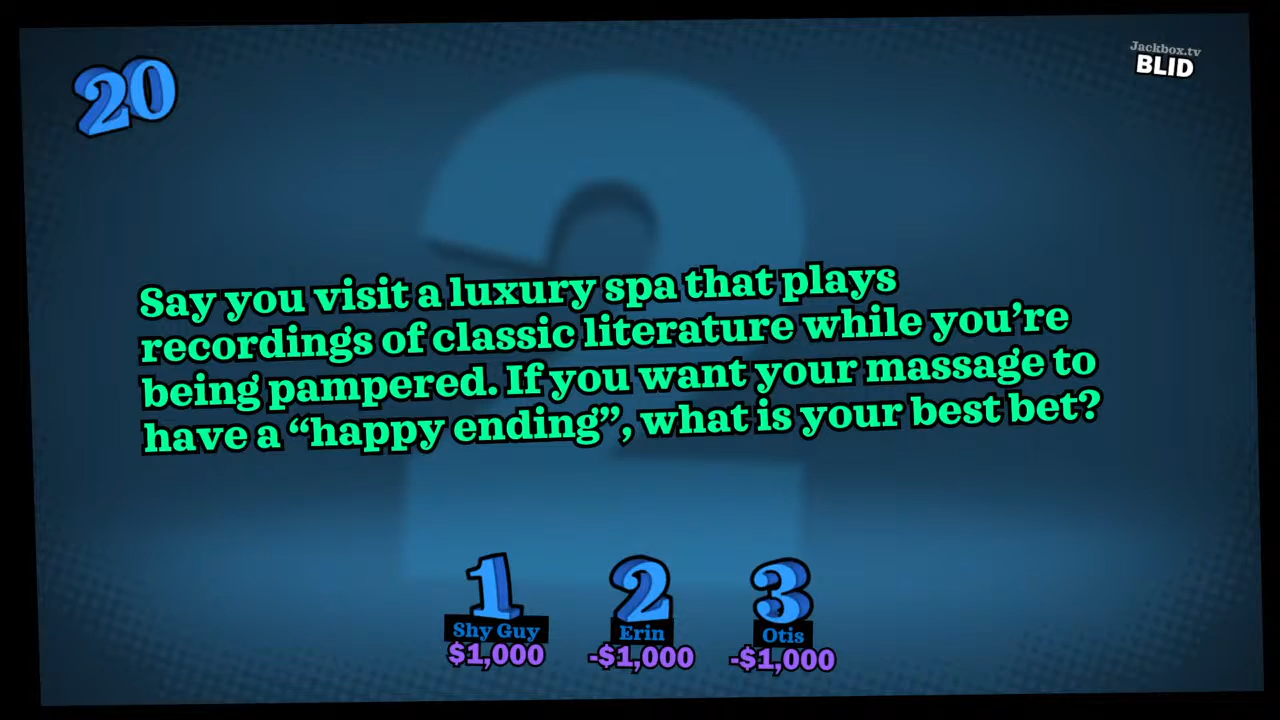 20
Jackbox.tv
BLID
Say you visit a luxury spa that plays
recordings of classic literature while you’re
being pampered. If you want your massage to
have a “happy ending”, what is your best bet?
1
2
3
Shy Guy
Erin
Otis
$1,000
-$1,000
-$1,000